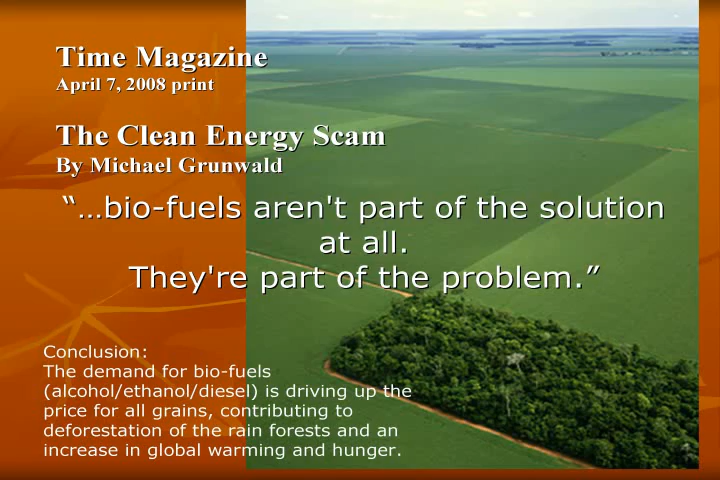 Time Magazine
April 7, 2008 print
The Clean Energy Scam
By Michael Grunwald
“…bio-fuels aren't part of the solution
at all.
They're part of the problem.”
Conclusion:
The demand for bio-fuels
(alcohol/ethanol/diesel) is driving up the
price for all grains, contributing to
deforestation of the rain forests and an
increase in global warming and hunger.